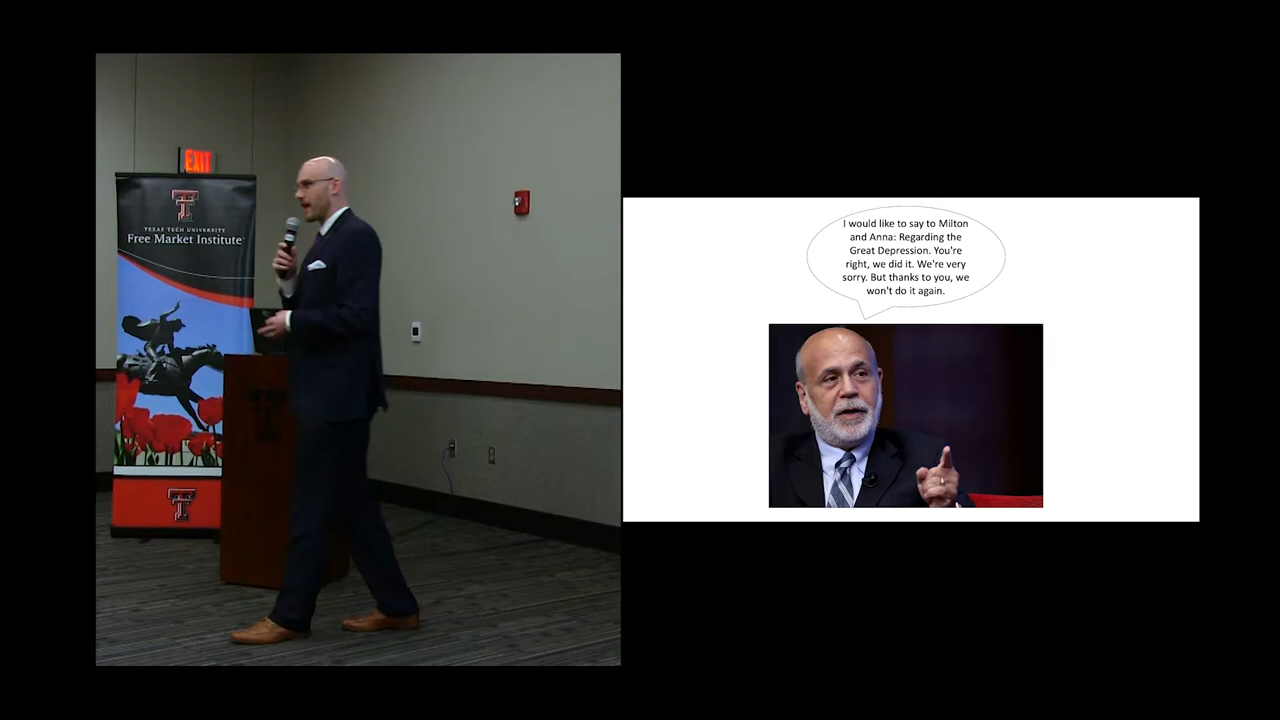 EXIT
TEXAS TECH UNIVERSITY
Free Market Institute
I would like to say to Milton
and Anna: Regarding the
Great Depression. You're
right, we did it. We're very
sorry. But thanks to you, we
won't do it again.